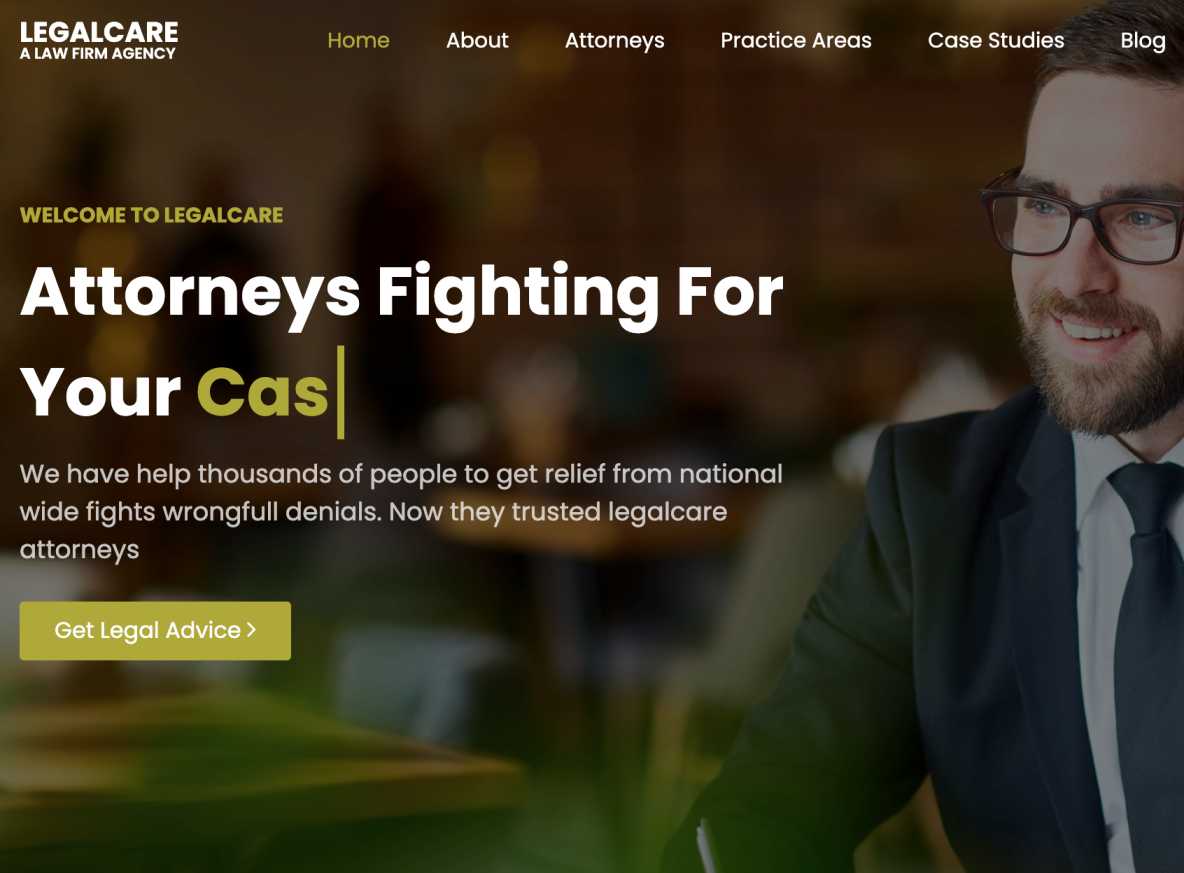 LEGALCARE
A LAW FIRM AGENCY
Home About Attorneys Practice Areas Case Studies Blog
WELCOME TO LEGALCARE
Attorneys Fighting For
Your Cas
We have help thousands of people to get relief from national
wide fights wrongfull denials. Now they trusted legalcare
attorneys
Get Legal Advice